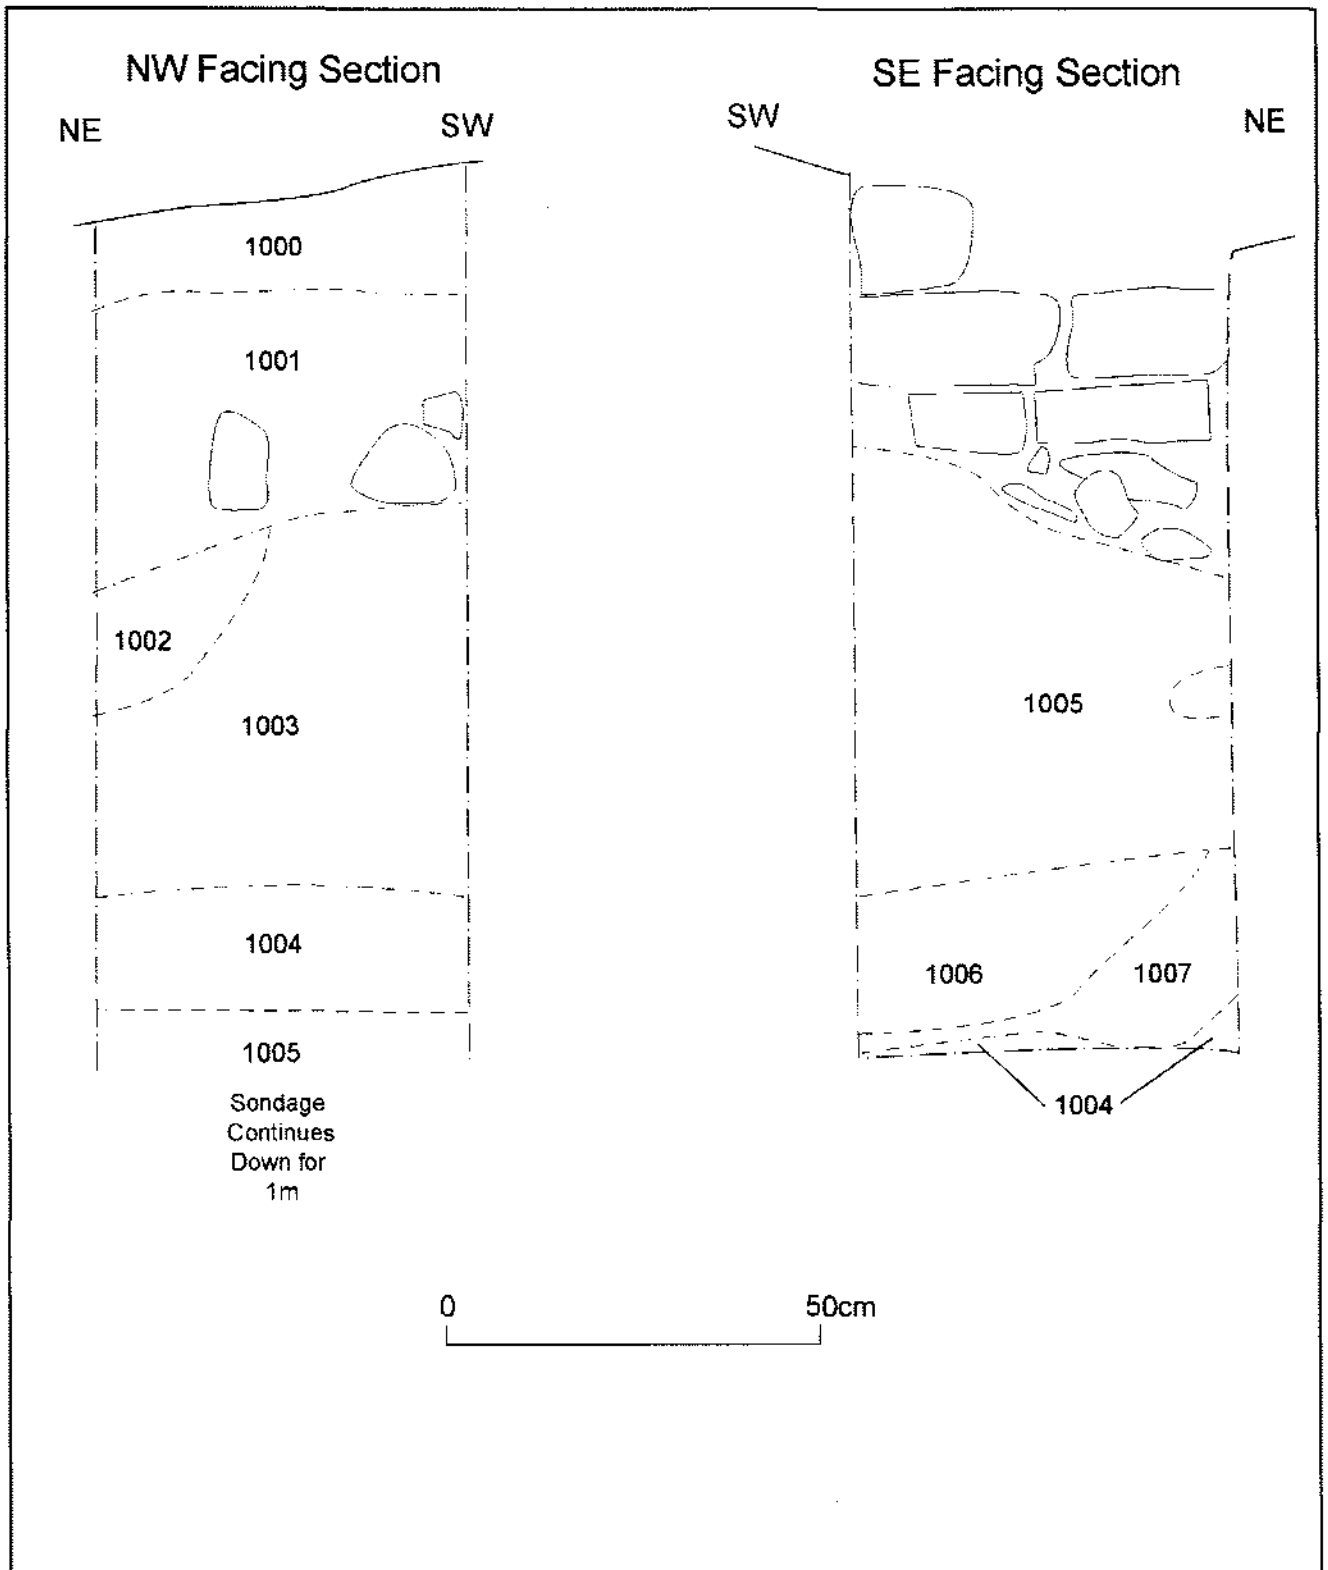 NW Facing Section
NE
SW
1000
1001
1002
1003
1004
1005
Sondage
Continues
Down for
1m
SE Facing Section
SW
NE
1005
1006
1007
1004
0
50cm